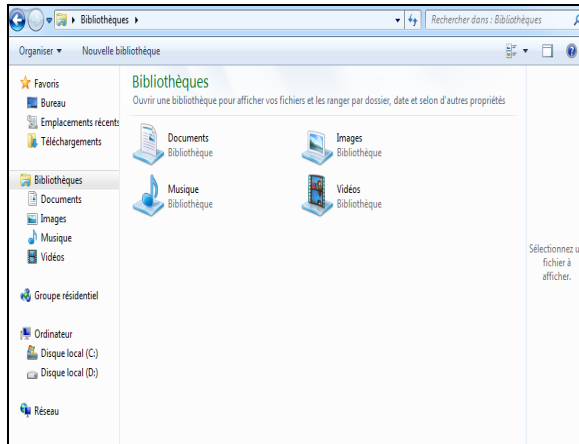 Bibliothèques
Rechercher dans : Bibliothèques
Organiser
Nouvelle bibliothèque
Favoris
Bureau
Emplacements récents
Téléchargements
Bibliothèques
Documents
Images
Musique
Vidéos
Groupe résidentiel
Ordinateur
Disque local (C:)
Disque local (D:)
Réseau
Bibliothèques
Ouvrir une bibliothèque pour afficher vos fichiers et les ranger par dossier, date et selon d'autres propriétés
Documents
Bibliothèque
Images
Bibliothèque
Musique
Bibliothèque
Vidéos
Bibliothèque
Sélectionnez u
fichier à
afficher.